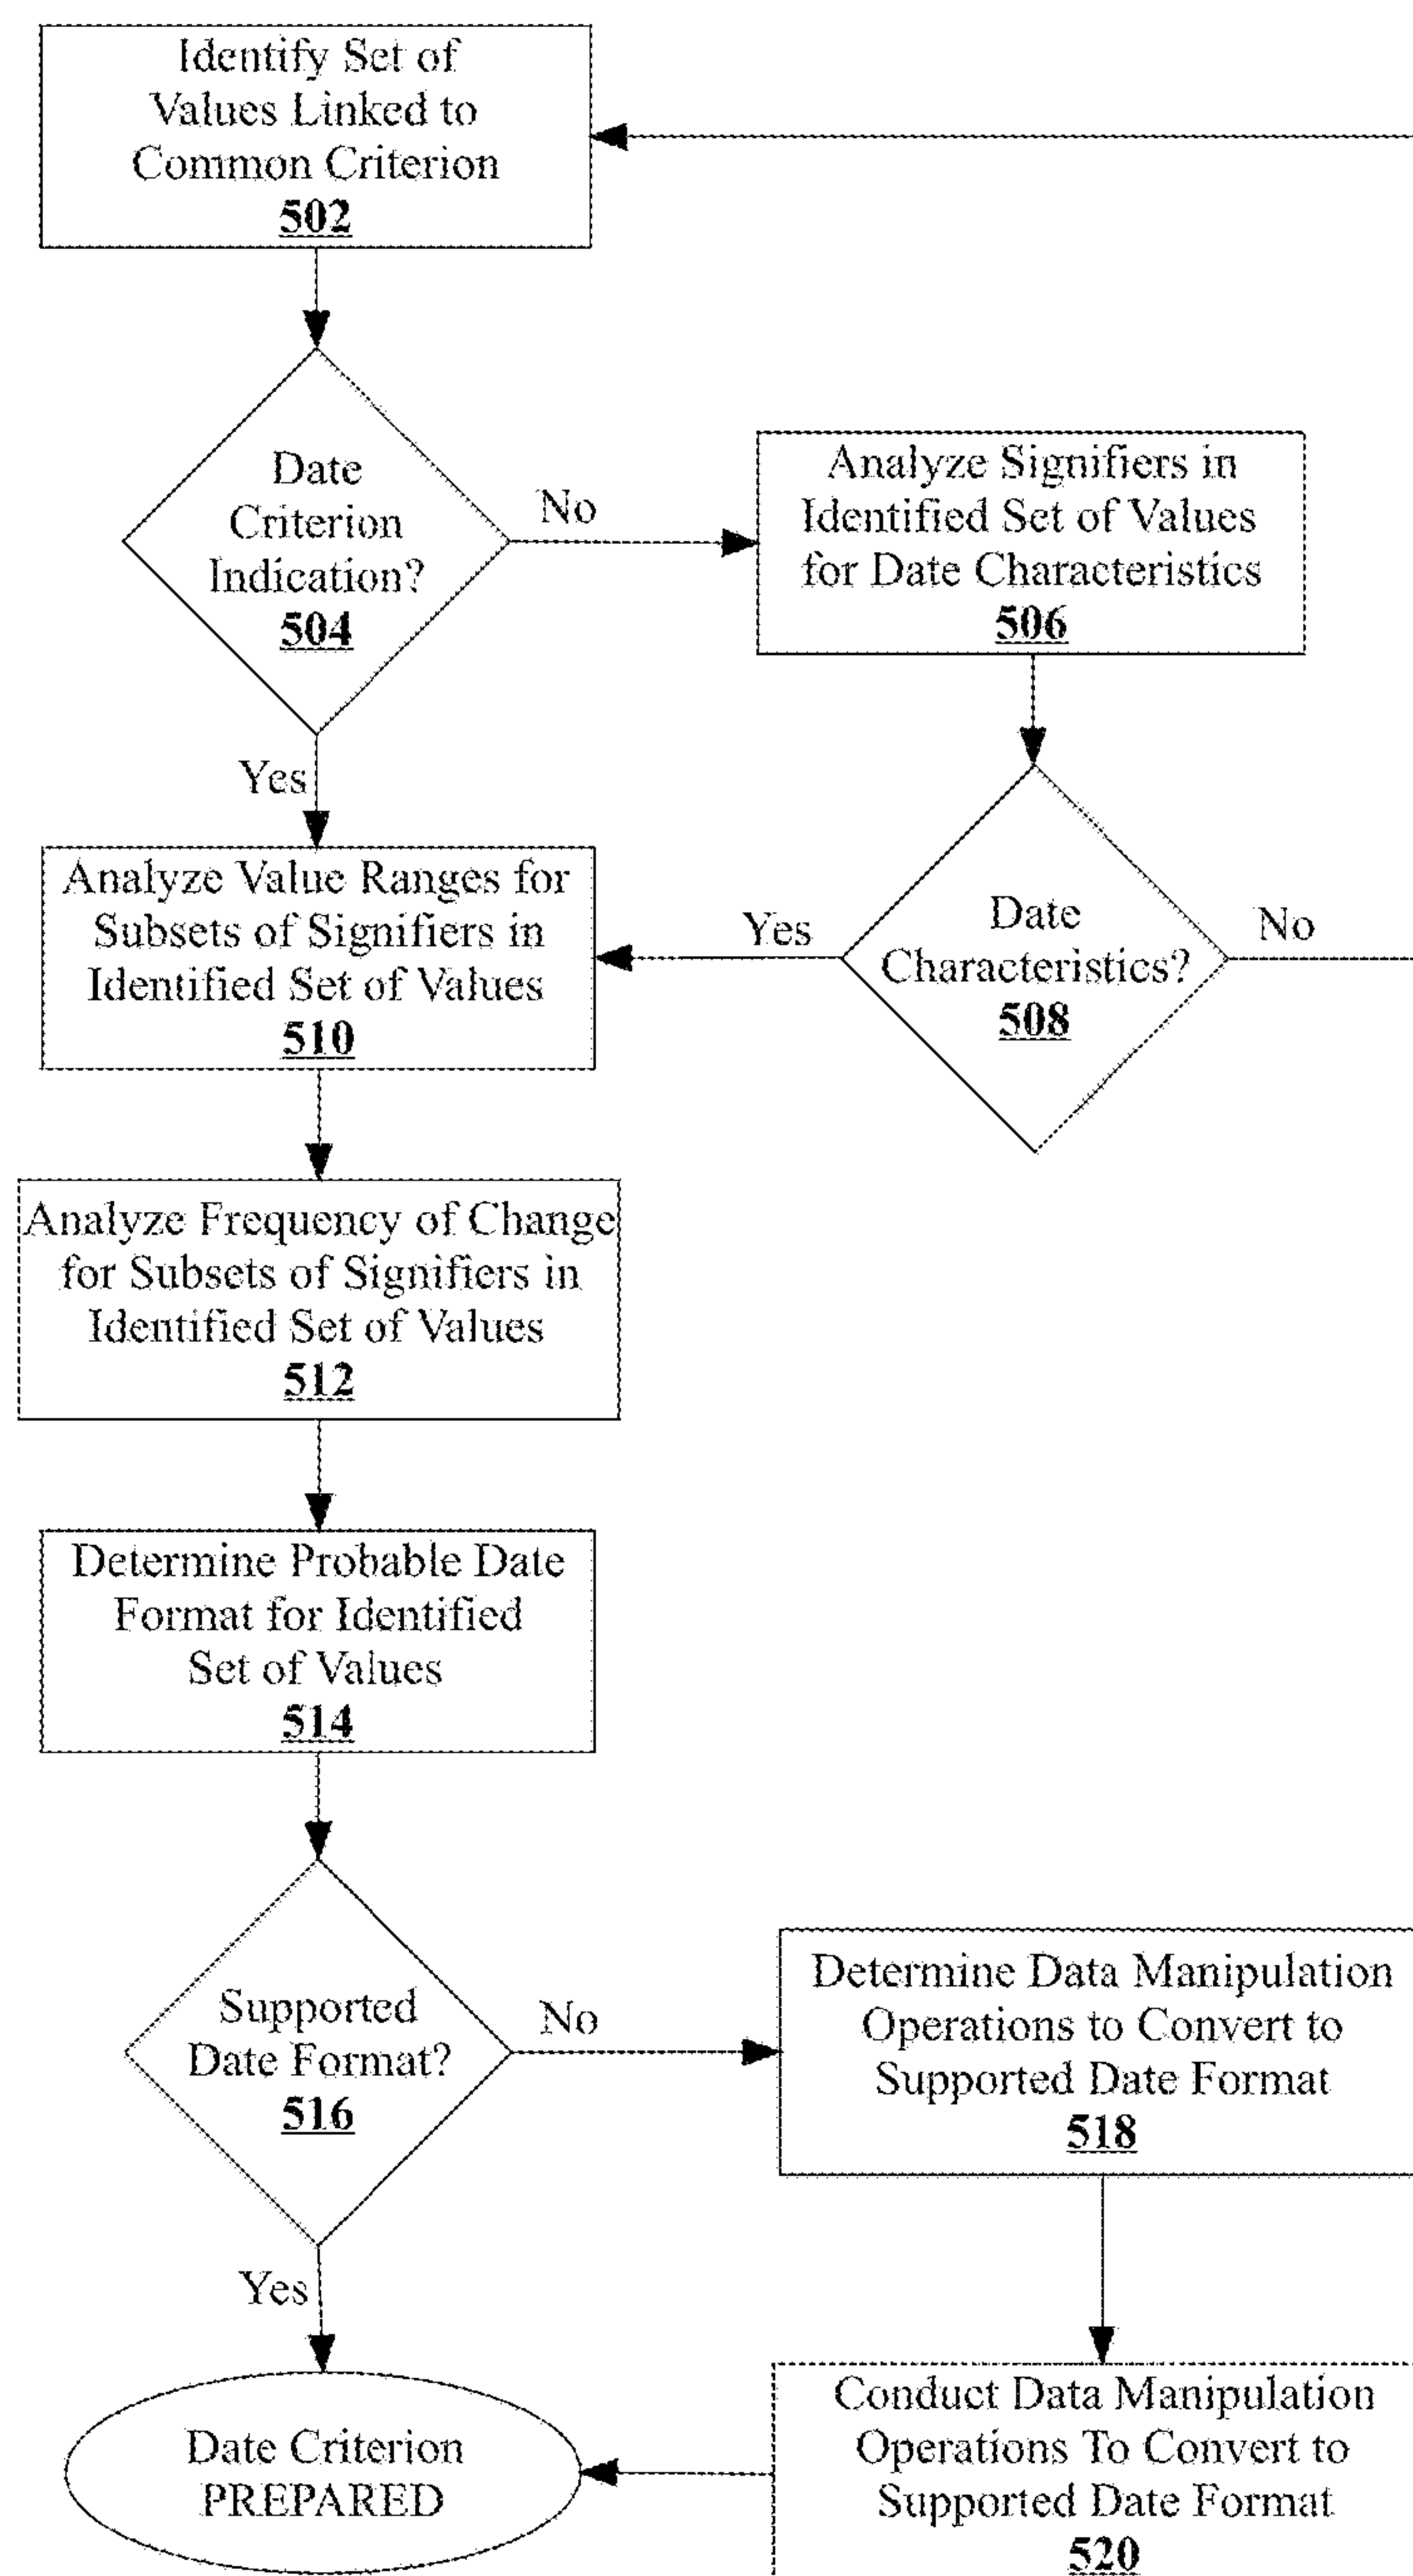 Identify Set of
Values Linked to
Common Criterion
502
Date
Criterion
Indication?
504
No
Analyze Signifiers in
Identified Set of Values
for Date Characteristics
506
Yes
Analyze Value Ranges for
Subsets of Signifiers in
Identified Set of Values
510
Yes
Date
Characteristics?
508
No
Analyze Frequency of Change
for Subsets of Signifiers in
Identified Set of Values
512
Determine Probable Date
Format for Identified
Set of Values
514
Supported
Date Format?
516
No
Determine Data Manipulation
Operations to Convert to
Supported Date Format
518
Yes
Date Criterion
PREPARED
Conduct Data Manipulation
Operations To Convert to
Supported Date Format
520